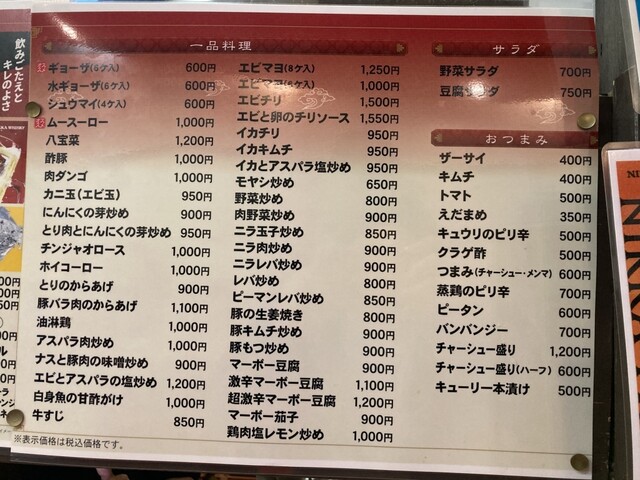 一品料理
ギョーザ(6ケ入) 600円
水ギョーザ(6ケ入) 600円
シュウマイ(4ケ入) 600円
ムースーロー 1,000円
八宝菜 1,200円
酢豚 1,000円
肉ダンゴ 1,000円
カニ玉(エビ玉) 950円
にんにくの芽炒め 900円
とり肉とにんにくの芽炒め 950円
チンジャオロース 1,000円
ホイコーロー 1,000円
とりのからあげ 900円
豚バラ肉のからあげ 1,100円
油淋鶏 1,000円
アスパラ肉炒め 1,000円
ナスと豚肉の味噌炒め 900円
エビとアスパラの塩炒め 1,200円
白身魚の甘酢がけ 1,000円
牛すじ 850円
エビマヨ(8ケ入) 1,250円
エビマヨ(6ケ入) 1,000円
エビチリ 1,500円
エビと卵のチリソース 1,550円
イカチリ 950円
イカキムチ 950円
イカとアスパラ塩炒め 950円
モヤシ炒め 650円
野菜炒め 800円
肉野菜炒め 900円
ニラ玉子炒め 850円
ニラ肉炒め 900円
ニラレバ炒め 900円
レバ炒め 800円
ピーマンレバ炒め 850円
豚の生姜焼き 800円
豚キムチ炒め 900円
豚もつ炒め 900円
マーボー豆腐 900円
激辛マーボー豆腐 1,100円
超激辛マーボー豆腐 1,200円
マーボー茄子 900円
鶏肉塩レモン炒め 1,000円
サラダ
野菜サラダ 700円
豆腐サラダ 750円
おつまみ
ザーサイ 400円
キムチ 400円
トマト 500円
えだまめ 350円
キュウリのピリ辛 500円
クラゲ酢 500円
つまみ(チャーシュー・メンマ) 600円
蒸鶏のピリ辛 700円
ピータン 600円
バンバンジー 700円
チャーシュー盛り 1,200円
チャーシュー盛り(ハーフ) 600円
キューリー本漬け 500円
※表示価格は税込価格です。
飲みごたえと
キレのよさ